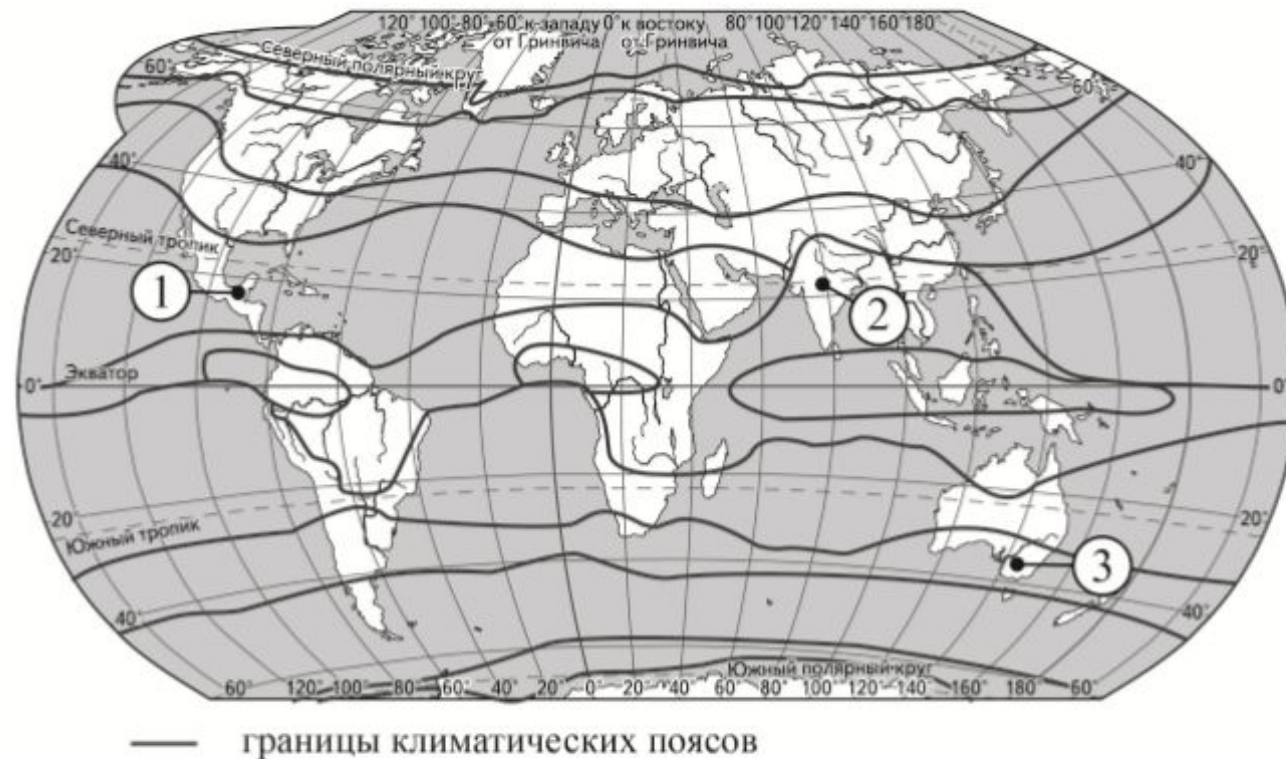 120° 100° 80° 60° к западу 0° к востоку 80° 100° 120° 140° 160° 180°
от Гринвича от Гринвича
Северный полярный круг
60° 60°
40° 40°
Северный тропик
20° 20°
1
2
Экватор
0° 0°
20° 20°
Южный тропик
3
40° 40°
Южный полярный круг
60° 120° 100° 80° 60° 40° 20° 0° 20° 40° 60° 80° 100° 120° 140° 160° 180° 60°
границы климатических поясов